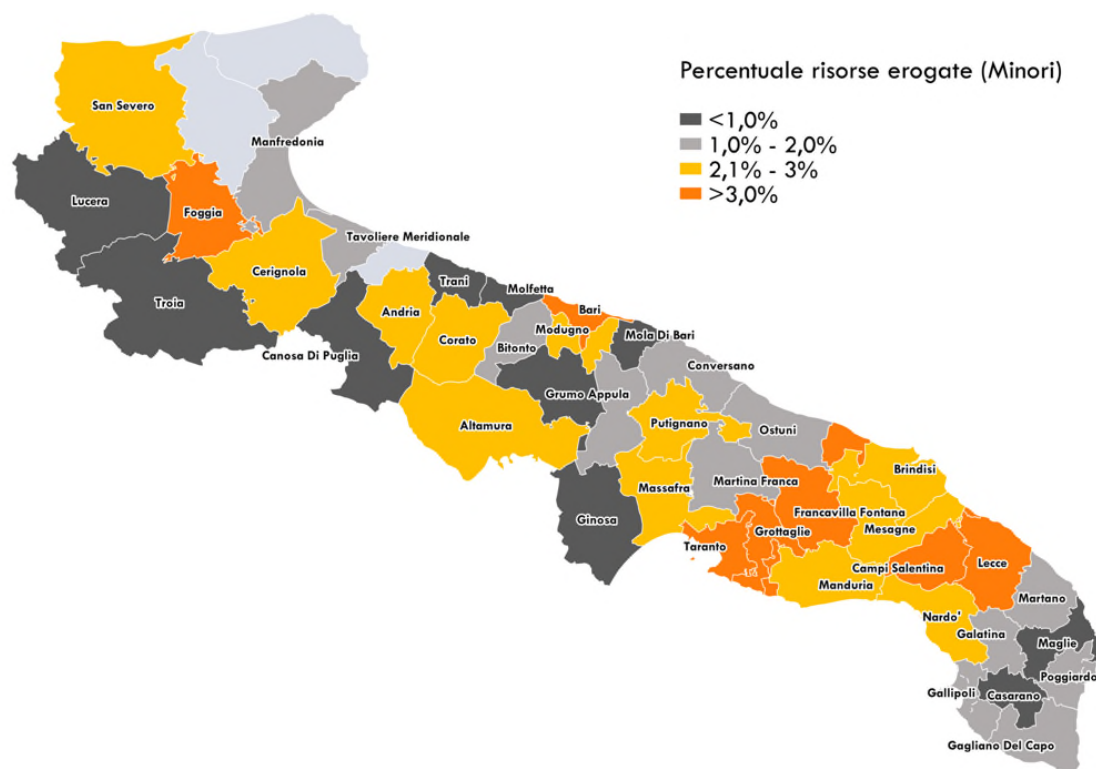 Percentuale risorse erogate (Minori)
<1,0%
1,0% - 2,0%
2,1% - 3%
>3,0%
San Severo
Manfredonia
Lucera
Foggia
Tavoliere Meridionale
Cerignola
Trani
Molfetta
Troia
Andria
Bari
Modugno
Mola Di Bari
Corato
Bitonto
Canosa Di Puglia
Conversano
Grumo Appula
Altamura
Putignano
Ostuni
Brindisi
Massafra
Martina Franca
Ginosa
Francavilla Fontana
Mesagne
Grottaglie
Taranto
Campi Salentina
Lecce
Manduria
Martano
Nardo'
Galatina
Maglie
Poggiardo
Gallipoli
Casarano
Gagliano Del Capo